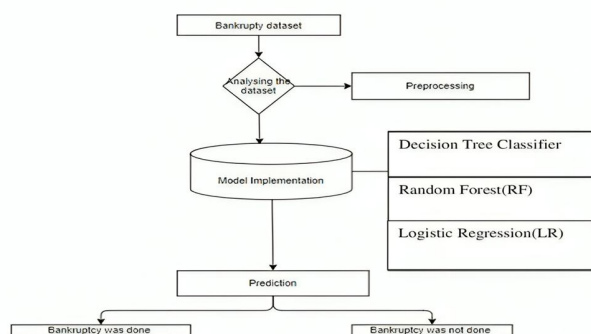 Bankrupty dataset
Analysing the
dataset
Preprocessing
Model Implementation
Decision Tree Classifier
Random Forest(RF)
Logistic Regression(LR)
Prediction
Bankruptcy was done
Bankruptcy was not done